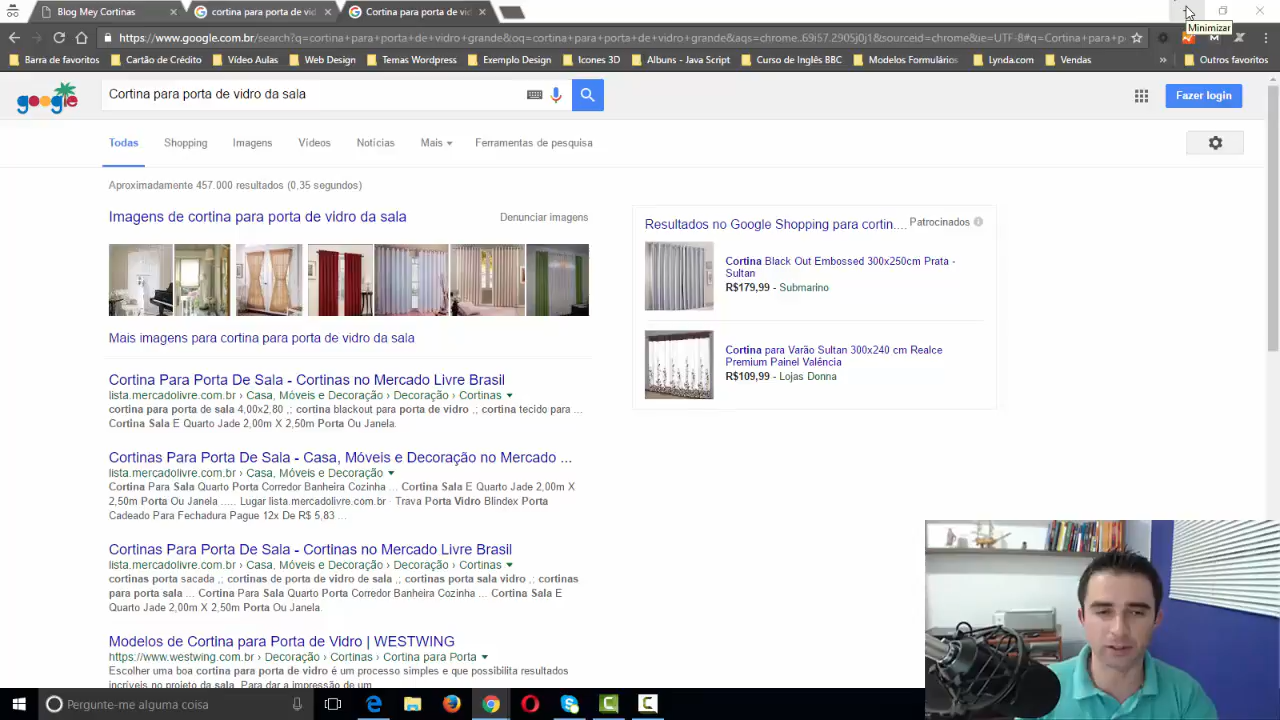 Blog Mey Cortinas
cortina para porta de vid
Cortina para porta de vid
Minimizar
https://www.google.com.br/search?q=cortina+para+porta+de+vidro+grande&oq=cortina+para+porta+de+vidro+grande&aqs=chrome..69i57.2905j0j1&sourceid=chrome&ie=UTF-8#q=Cortina+para+p
Barra de favoritos
Cartão de Crédito
Vídeo Aulas
Web Design
Temas Wordpress
Exemplo Design
Icones 3D
Albuns - Java Script
Curso de Inglês BBC
Modelos Formulários
Lynda.com
Vendas
»
Outros favoritos
Google
Cortina para porta de vidro da sala
Fazer login
Todas
Shopping
Imagens
Vídeos
Notícias
Mais
Ferramentas de pesquisa
Aproximadamente 457.000 resultados (0,35 segundos)
Imagens de cortina para porta de vidro da sala
Denunciar imagens
Mais imagens para cortina para porta de vidro da sala
Cortina Para Porta De Sala - Cortinas no Mercado Livre Brasil
lista.mercadolivre.com.br › Casa, Móveis e Decoração › Decoração › Cortinas
cortina para porta de sala 4,00x2,80 ,; cortina blackout para porta de vidro ,; cortina tecido para ...
Cortina Sala E Quarto Jade 2,00m X 2,50m Porta Ou Janela.
Cortinas Para Porta De Sala - Casa, Móveis e Decoração no Mercado ...
lista.mercadolivre.com.br › Casa, Móveis e Decoração
Cortina Para Sala Quarto Porta Corredor Banheira Cozinha ... Cortina Sala E Quarto Jade 2,00m X
2,50m Porta Ou Janela ..... Lugar lista.mercadolivre.com.br · Trava Porta Vidro Blindex Porta
Cadeado Para Fechadura Pague 12x De R$ 5,83 ...
Cortinas Para Porta De Sala - Cortinas no Mercado Livre Brasil
lista.mercadolivre.com.br › Casa, Móveis e Decoração › Decoração › Cortinas
cortinas porta sacada ,; cortinas de porta de vidro de sala ,; cortinas porta sala vidro ,; cortinas
para porta sala ... Cortina Para Sala Quarto Porta Corredor Banheira Cozinha ... Cortina Sala E
Quarto Jade 2,00m X 2,50m Porta Ou Janela.
Modelos de Cortina para Porta de Vidro | WESTWING
https://www.westwing.com.br › Decoração › Cortinas › Cortina para Porta
Escolher uma boa cortina para porta de vidro é um processo simples e que possibilita resultados
incríveis no projeto da sala. Para dar a impressão de um
Resultados no Google Shopping para cortin....
Patrocinados
Cortina Black Out Embossed 300x250cm Prata -
Sultan
R$179,99 - Submarino
Cortina para Varão Sultan 300x240 cm Realce
Premium Painel Valência
R$109,99 - Lojas Donna
Pergunte-me alguma coisa